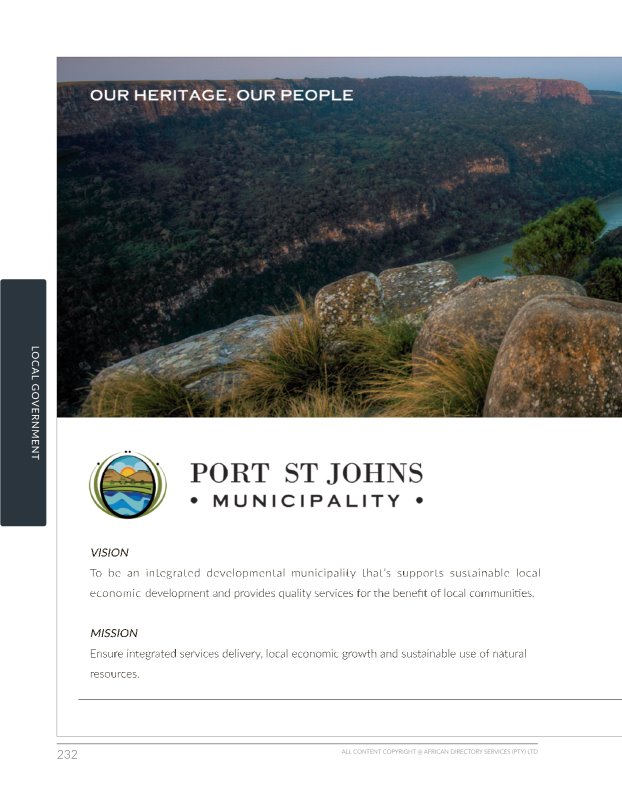 OUR HERITAGE, OUR PEOPLE
LOCAL GOVERNMENT
PORT ST JOHNS
• MUNICIPALITY •
VISION
To be an integrated developmental municipality that's supports sustainable local
economic development and provides quality services for the benefit of local communities.
MISSION
Ensure integrated services delivery, local economic growth and sustainable use of natural
resources.
232
ALL CONTENT COPYRIGHT @ AFRICAN DIRECTORY SERVICES (PTY) LTD